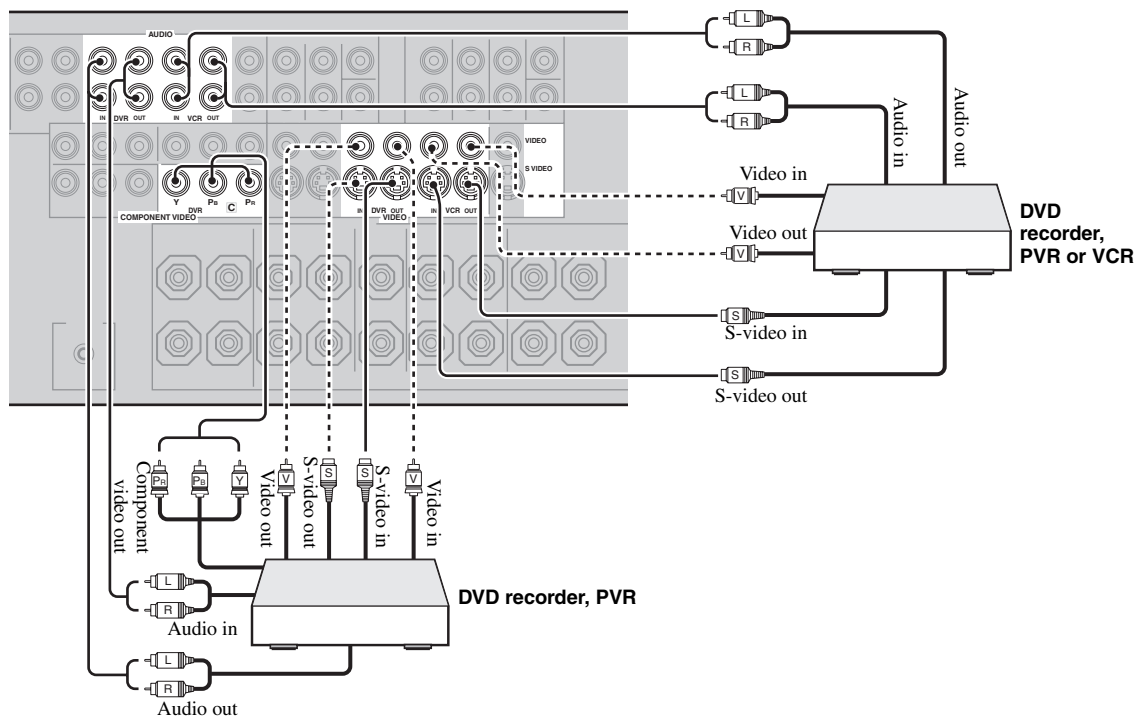 AUDIO
IN DVR OUT IN VCR OUT
VIDEO
S VIDEO
Y PB PR
DVR C
COMPONENT VIDEO
IN DVR OUT IN VCR OUT
VIDEO
L
R
L
R
Audio in
Audio out
Video in
V
Video out
V
DVD
recorder,
PVR or VCR
S
S-video in
S
S-video out
PR PB Y V S S V
Component
video out
Video out
S-video out
S-video in
Video in
L
R
Audio in
DVD recorder, PVR
L
R
Audio out